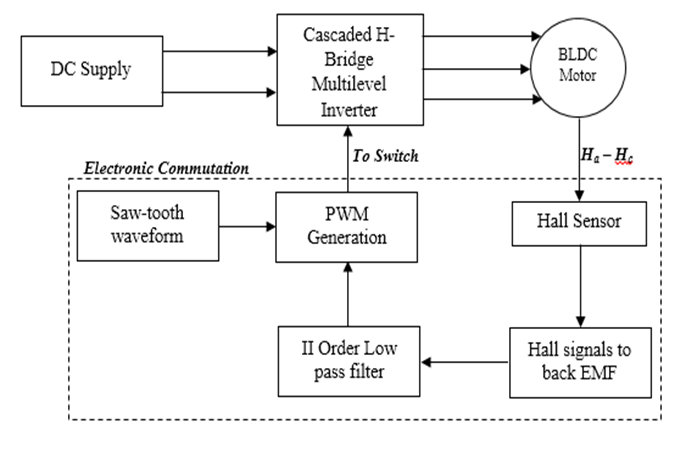 DC Supply
Cascaded H-
Bridge
Multilevel
Inverter
BLDC
Motor
To Switch
Ha – Hc
Electronic Commutation
Saw-tooth
waveform
PWM
Generation
Hall Sensor
II Order Low
pass filter
Hall signals to
back EMF